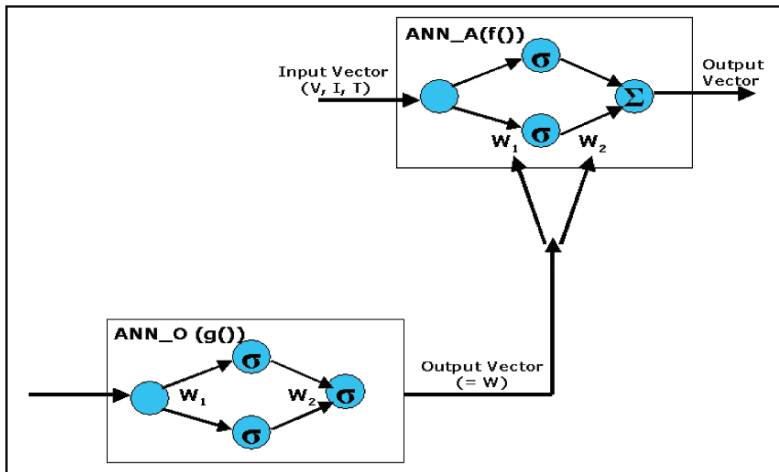 ANN_A(f())
σ
Input Vector
(V, I, T)
Σ
Output
Vector
σ
W1
W2
ANN_O (g())
σ
W1
W2
σ
σ
Output Vector
(= W)